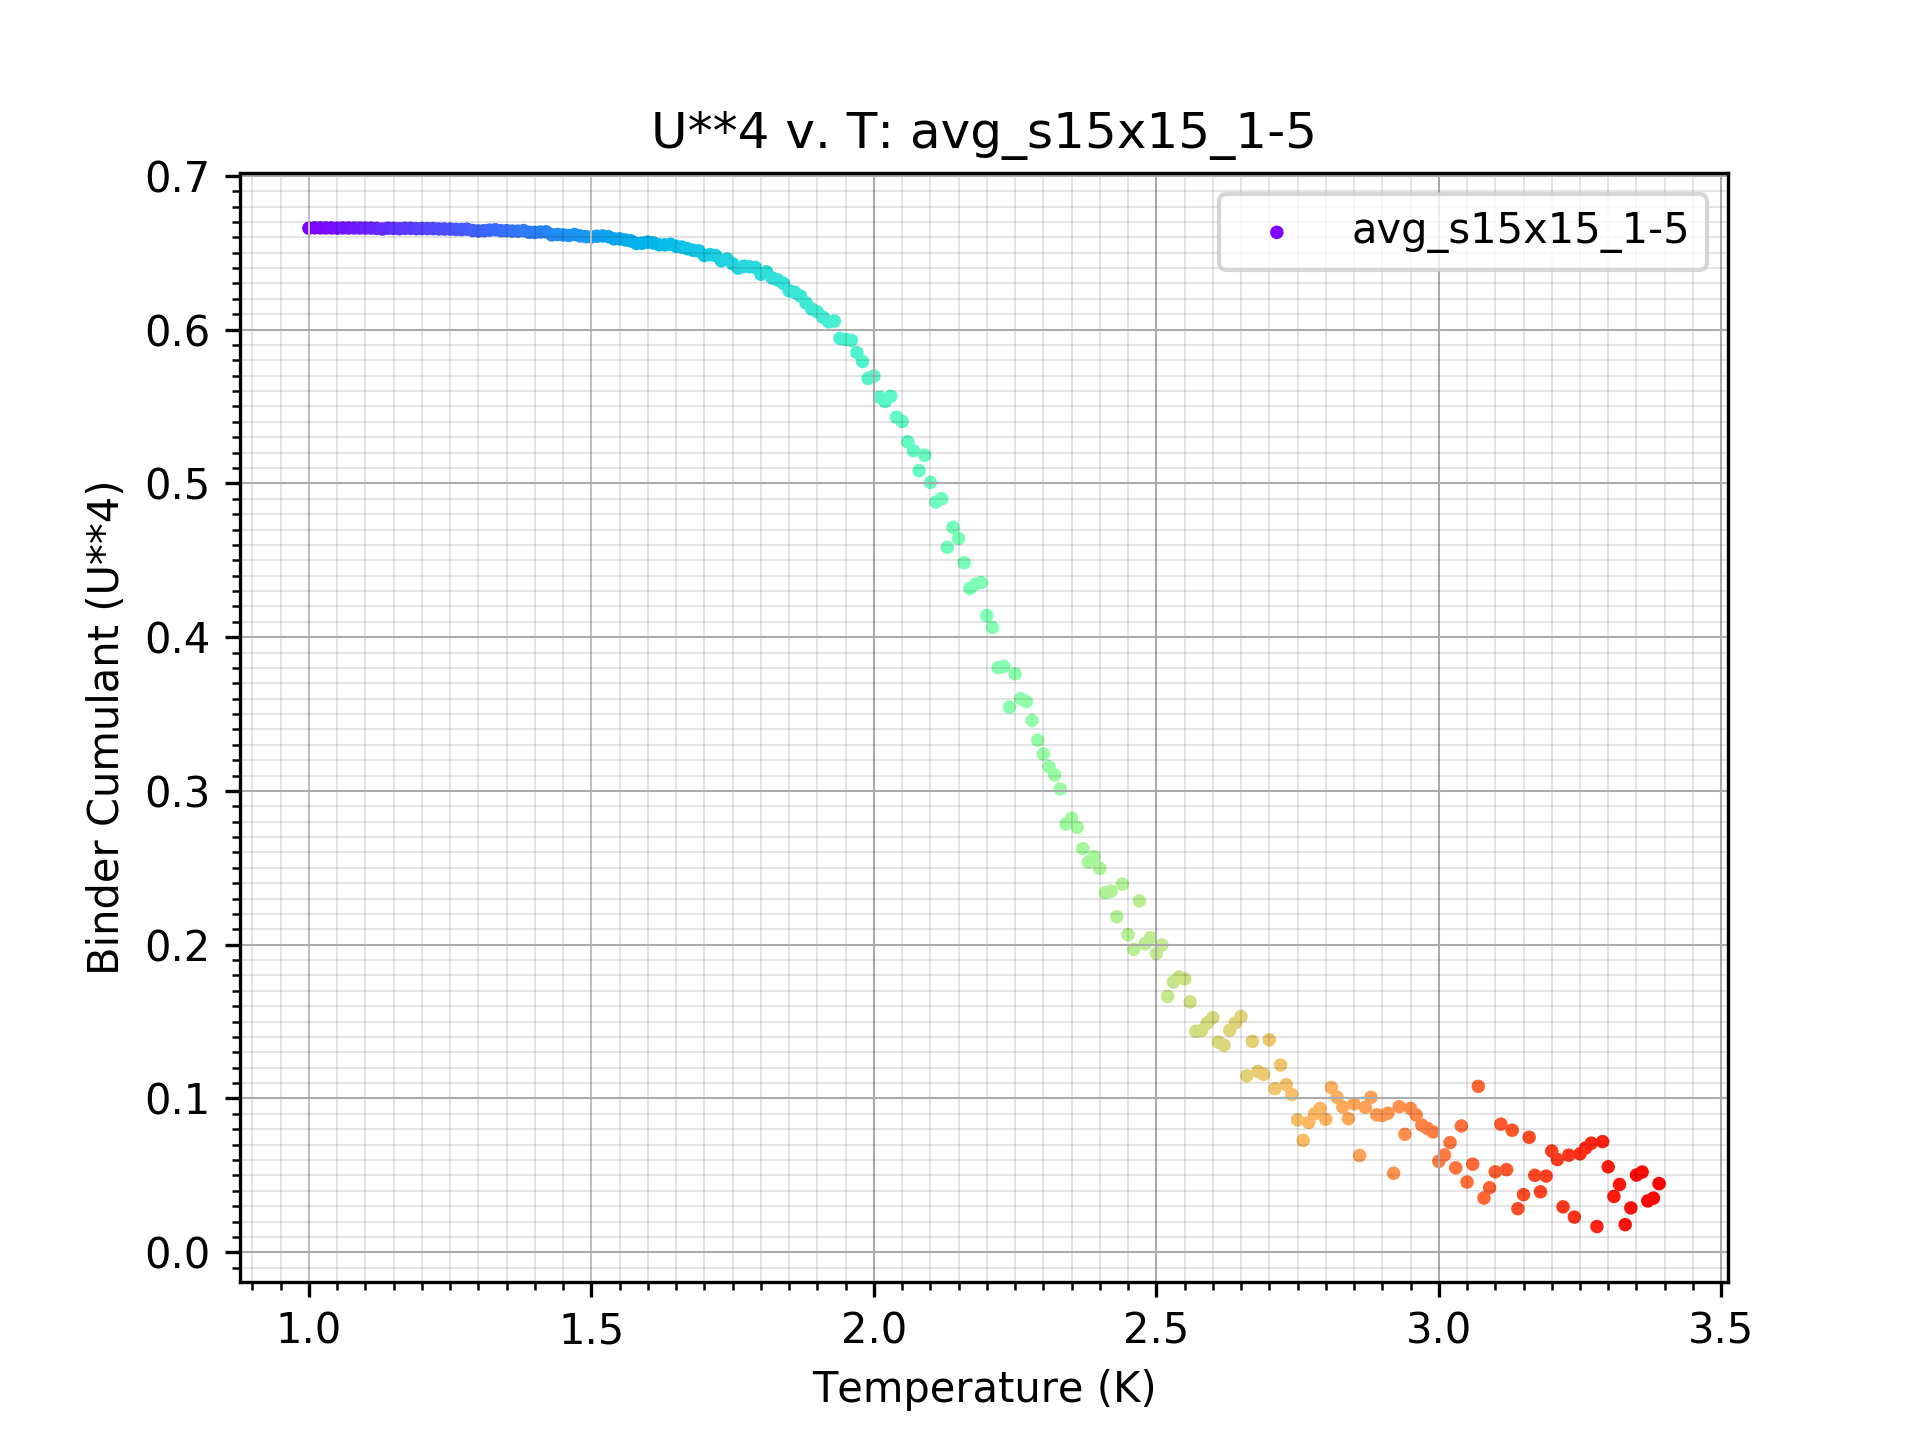 U**4 v. T: avg_s15x15_1-5
avg_s15x15_1-5
Binder Cumulant (U**4)
0.7
0.6
0.5
0.4
0.3
0.2
0.1
0.0
1.0 1.5 2.0 2.5 3.0 3.5
Temperature (K)